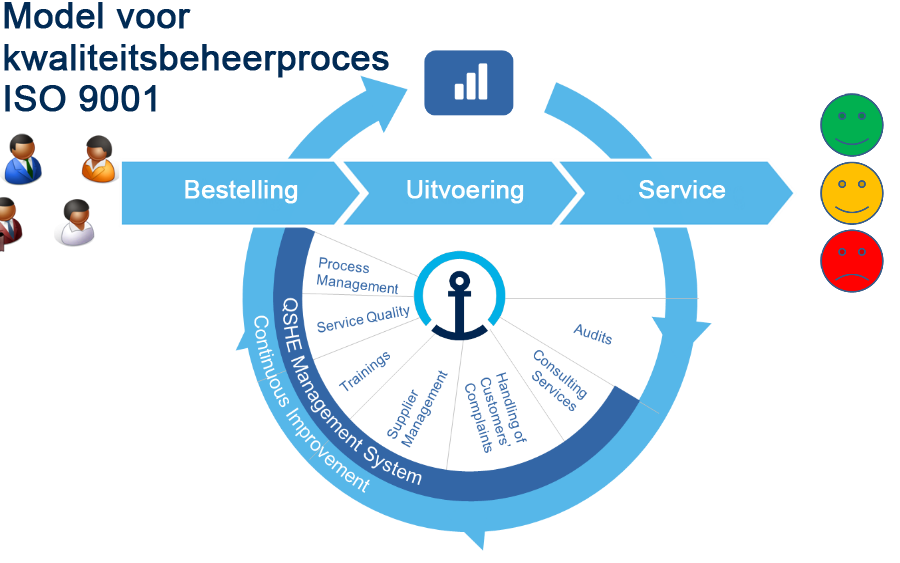 Model voor
kwaliteitsbeheerproces
ISO 9001
Bestelling
Uitvoering
Service
Process
Management
Service Quality
Trainings
Supplier
Management
Handling of
Customers'
Complaints
Consulting
Services
Audits
QSHE Management System
Continuous Improvement